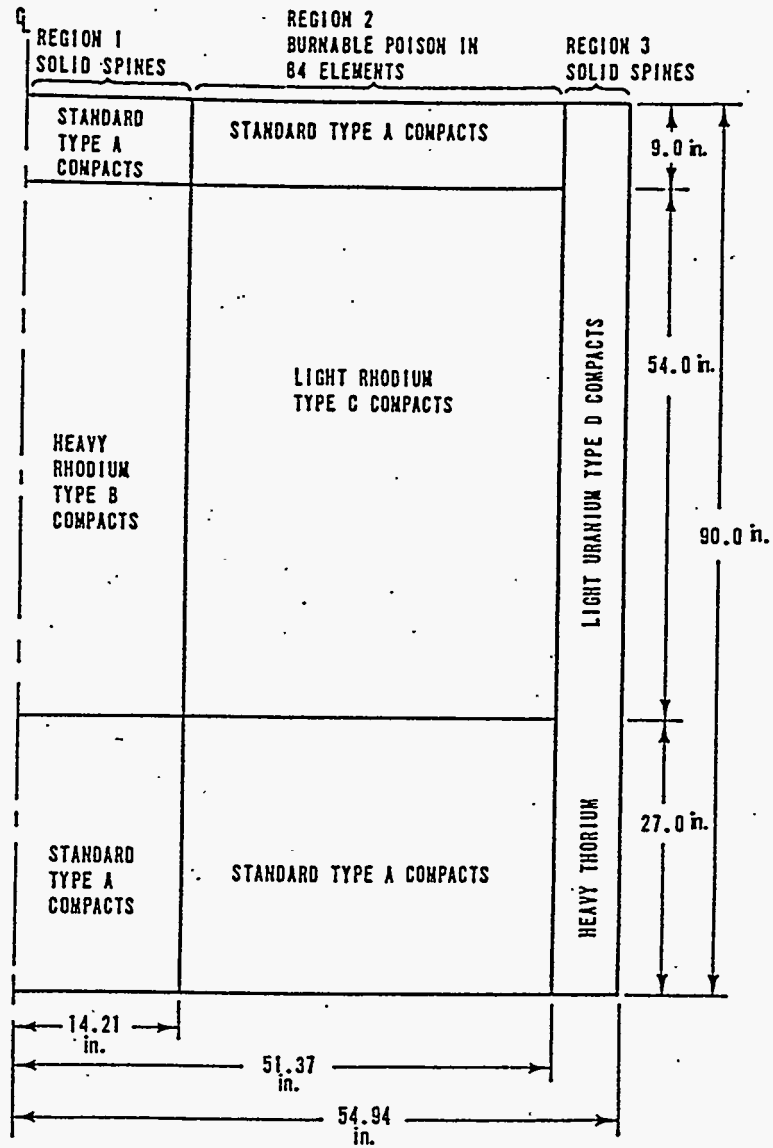 ℄
REGION 1
SOLID SPINES
REGION 2
BURNABLE POISON IN
84 ELEMENTS
REGION 3
SOLID SPINES
STANDARD
TYPE A
COMPACTS
STANDARD TYPE A COMPACTS
9.0 in.
HEAVY
RHODIUM
TYPE B
COMPACTS
LIGHT RHODIUM
TYPE C COMPACTS
HEAVY THORIUM LIGHT URANIUM TYPE D COMPACTS
54.0 in.
90.0 in.
STANDARD
TYPE A
COMPACTS
STANDARD TYPE A COMPACTS
27.0 in.
14.21
in.
51.37
in.
54.94
in.